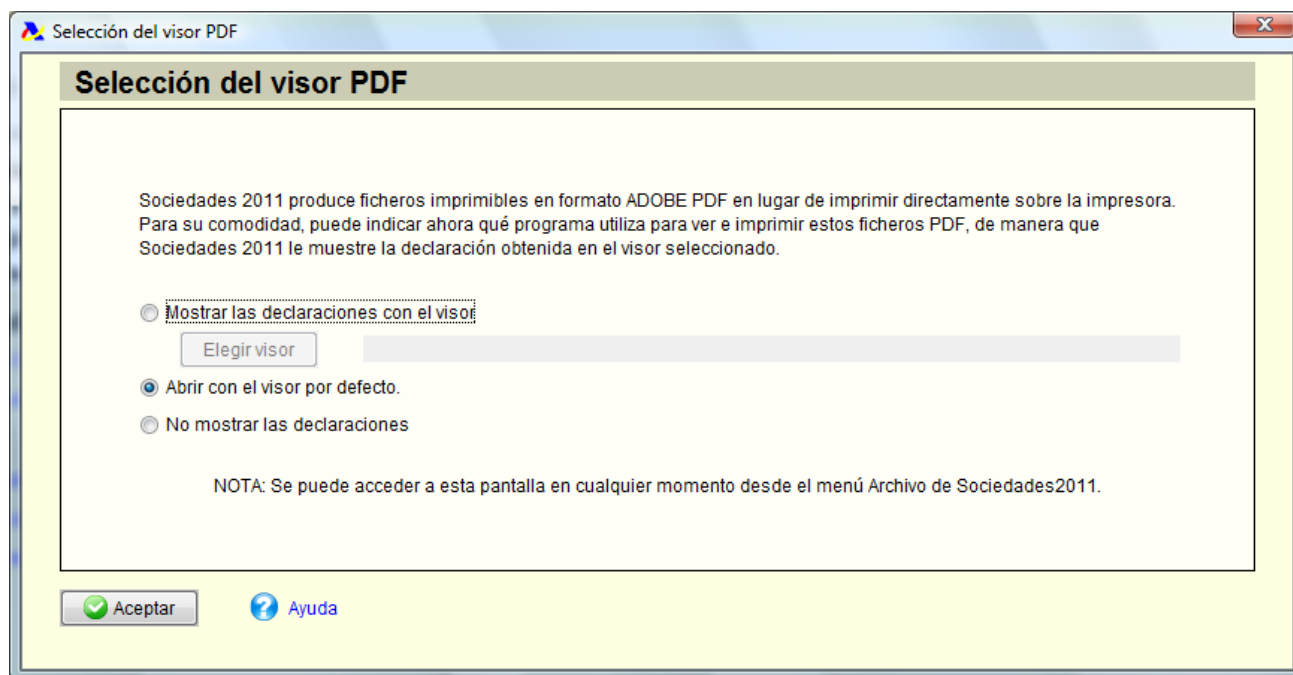 Selección del visor PDF
Selección del visor PDF
Sociedades 2011 produce ficheros imprimibles en formato ADOBE PDF en lugar de imprimir directamente sobre la impresora.
Para su comodidad, puede indicar ahora qué programa utiliza para ver e imprimir estos ficheros PDF, de manera que
Sociedades 2011 le muestre la declaración obtenida en el visor seleccionado.
Mostrar las declaraciones con el visor
Elegir visor
Abrir con el visor por defecto.
No mostrar las declaraciones
NOTA: Se puede acceder a esta pantalla en cualquier momento desde el menú Archivo de Sociedades2011.
Aceptar
Ayuda